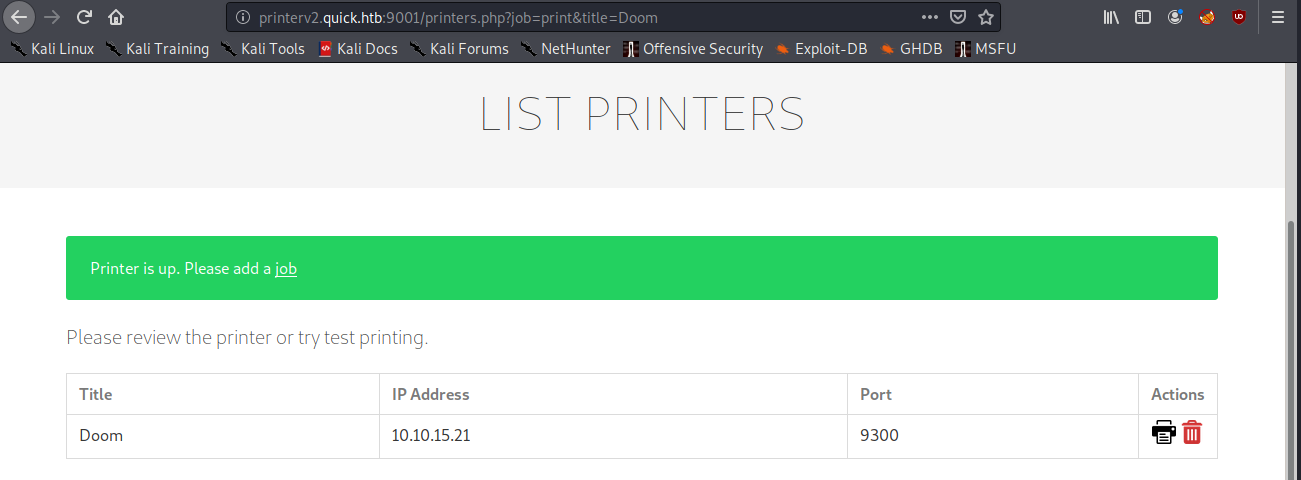 printerv2.quick.htb:9001/printers.php?job=print&title=Doom
Kali Linux Kali Training Kali Tools Kali Docs Kali Forums NetHunter Offensive Security Exploit-DB GHDB MSFU
LIST PRINTERS
Printer is up. Please add a job
Please review the printer or try test printing.
Title IP Address Port Actions
Doom 10.10.15.21 9300